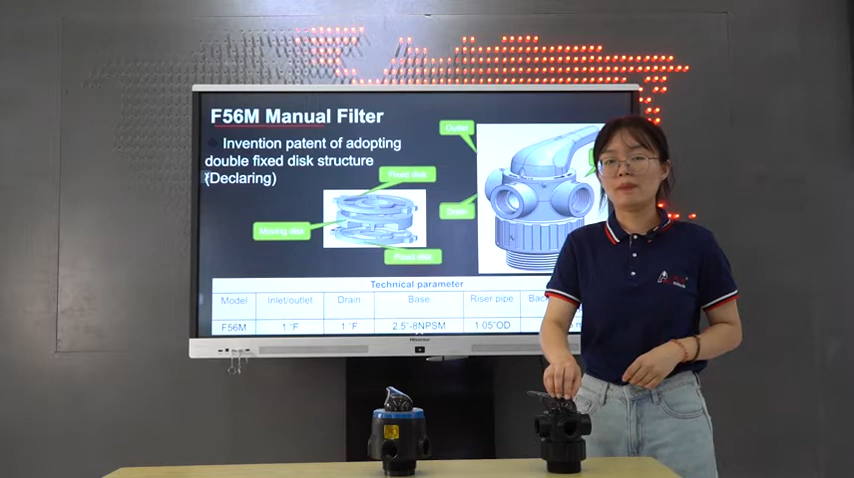 F56M Manual Filter
Invention patent of adopting
double fixed disk structure
(Declaring)
Outlet
Fixed disk
Drain
Moving disk
Fixed disk
Technical parameter
Model Inlet/outlet Drain Base Riser pipe
F56M 1 "F 1 "F 2.5"-8NPSM 1.05"OD
Hisense